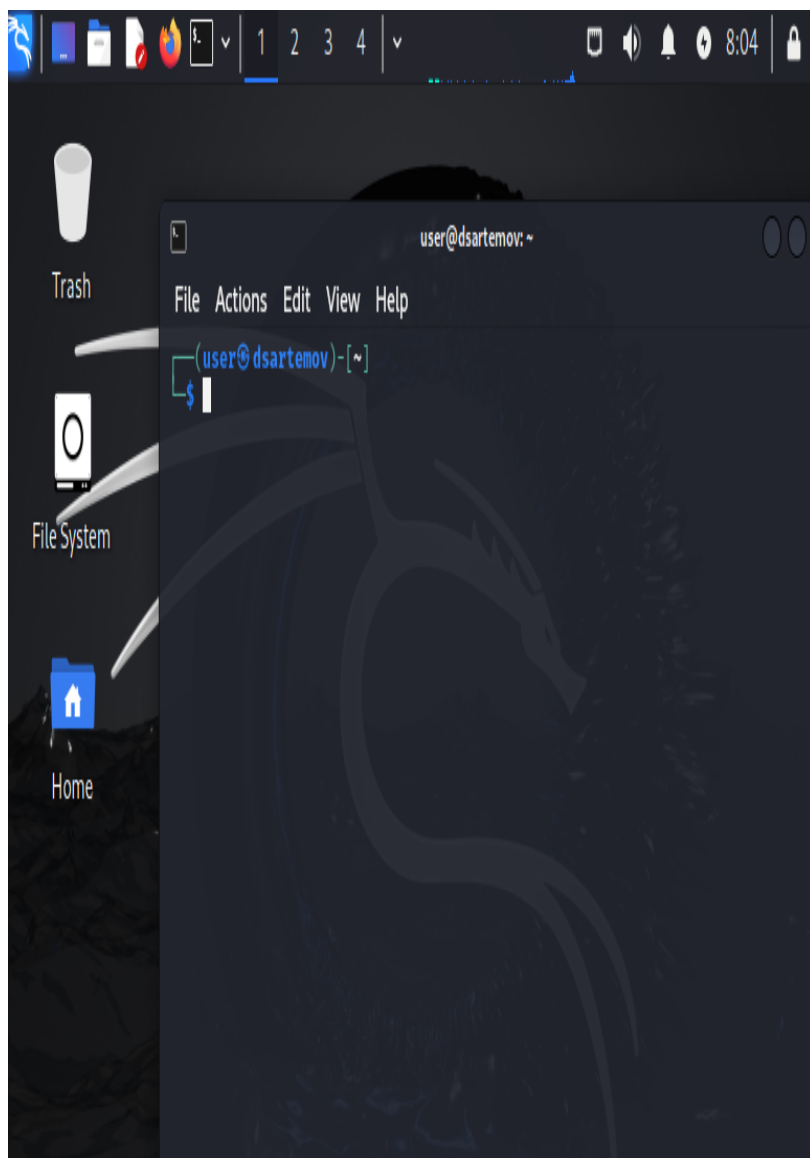 1 2 3 4 8:04
Trash
user@dsartemov: ~
File Actions Edit View Help
┌──(user㉿dsartemov)-[~]
└─$
File System
Home